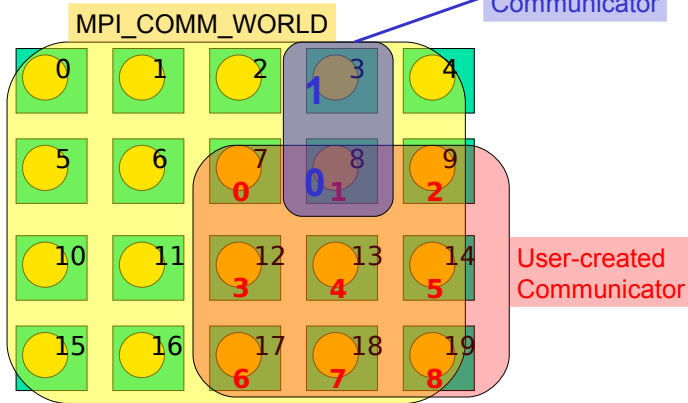 Communicator
MPI_COMM_WORLD
0 1 2 3 4
1
5 6 7 8 9
0 0 1 2
10 11 12 13 14
3 4 5
User-created
Communicator
15 16 17 18 19
6 7 8